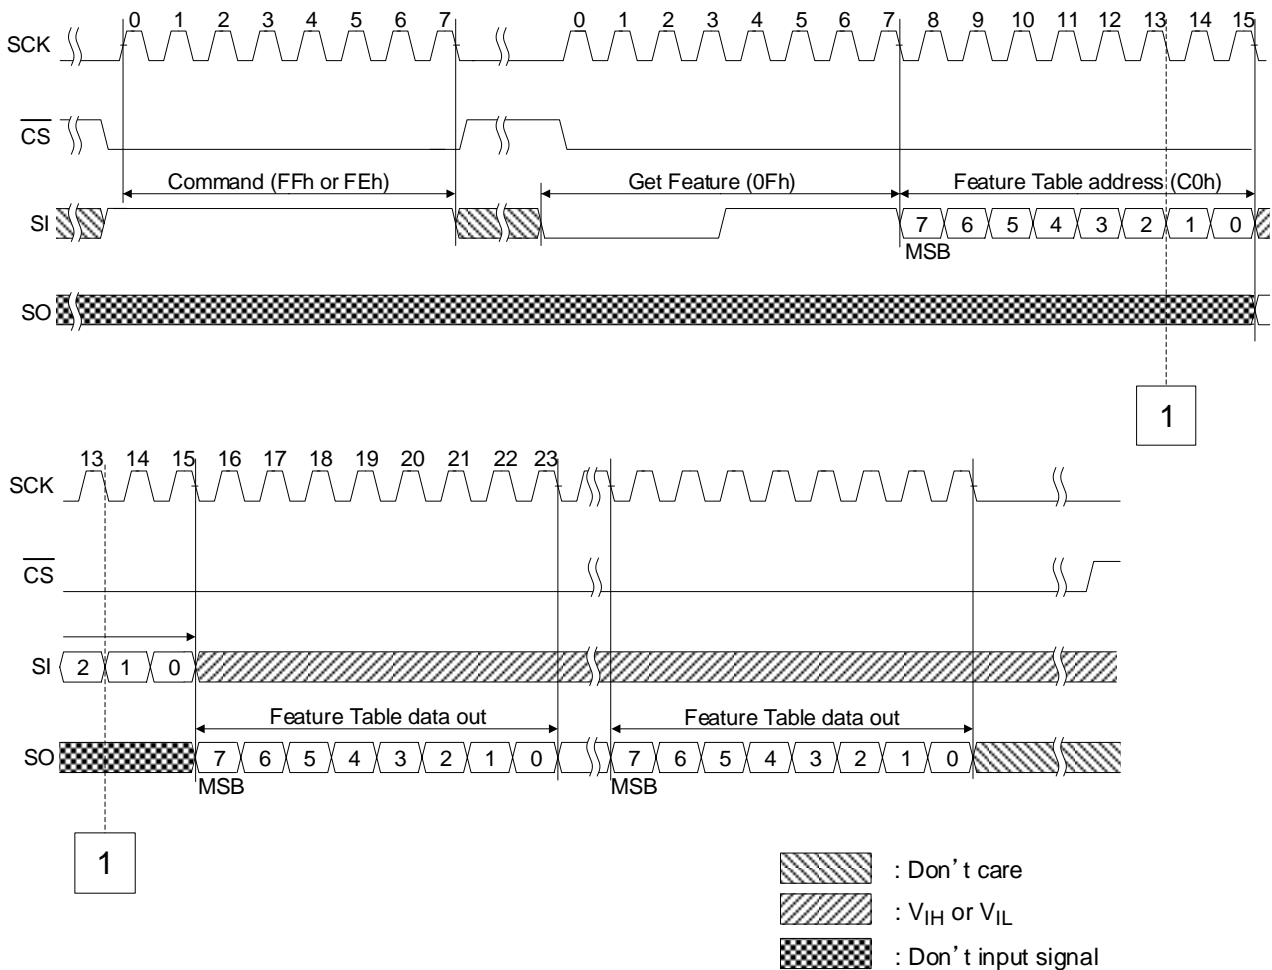 0 1 2 3 4 5 6 7 0 1 2 3 4 5 6 7 8 9 10 11 12 13 14 15
SCK
CS
Command (FFh or FEh) Get Feature (0Fh) Feature Table address (C0h)
SI 7 6 5 4 3 2 1 0
MSB
SO
1
13 14 15 16 17 18 19 20 21 22 23
SCK
CS
SI 2 1 0
Feature Table data out Feature Table data out
SO 7 6 5 4 3 2 1 0 7 6 5 4 3 2 1 0
MSB MSB
1
: Don't care
: VIH or VIL
: Don't input signal